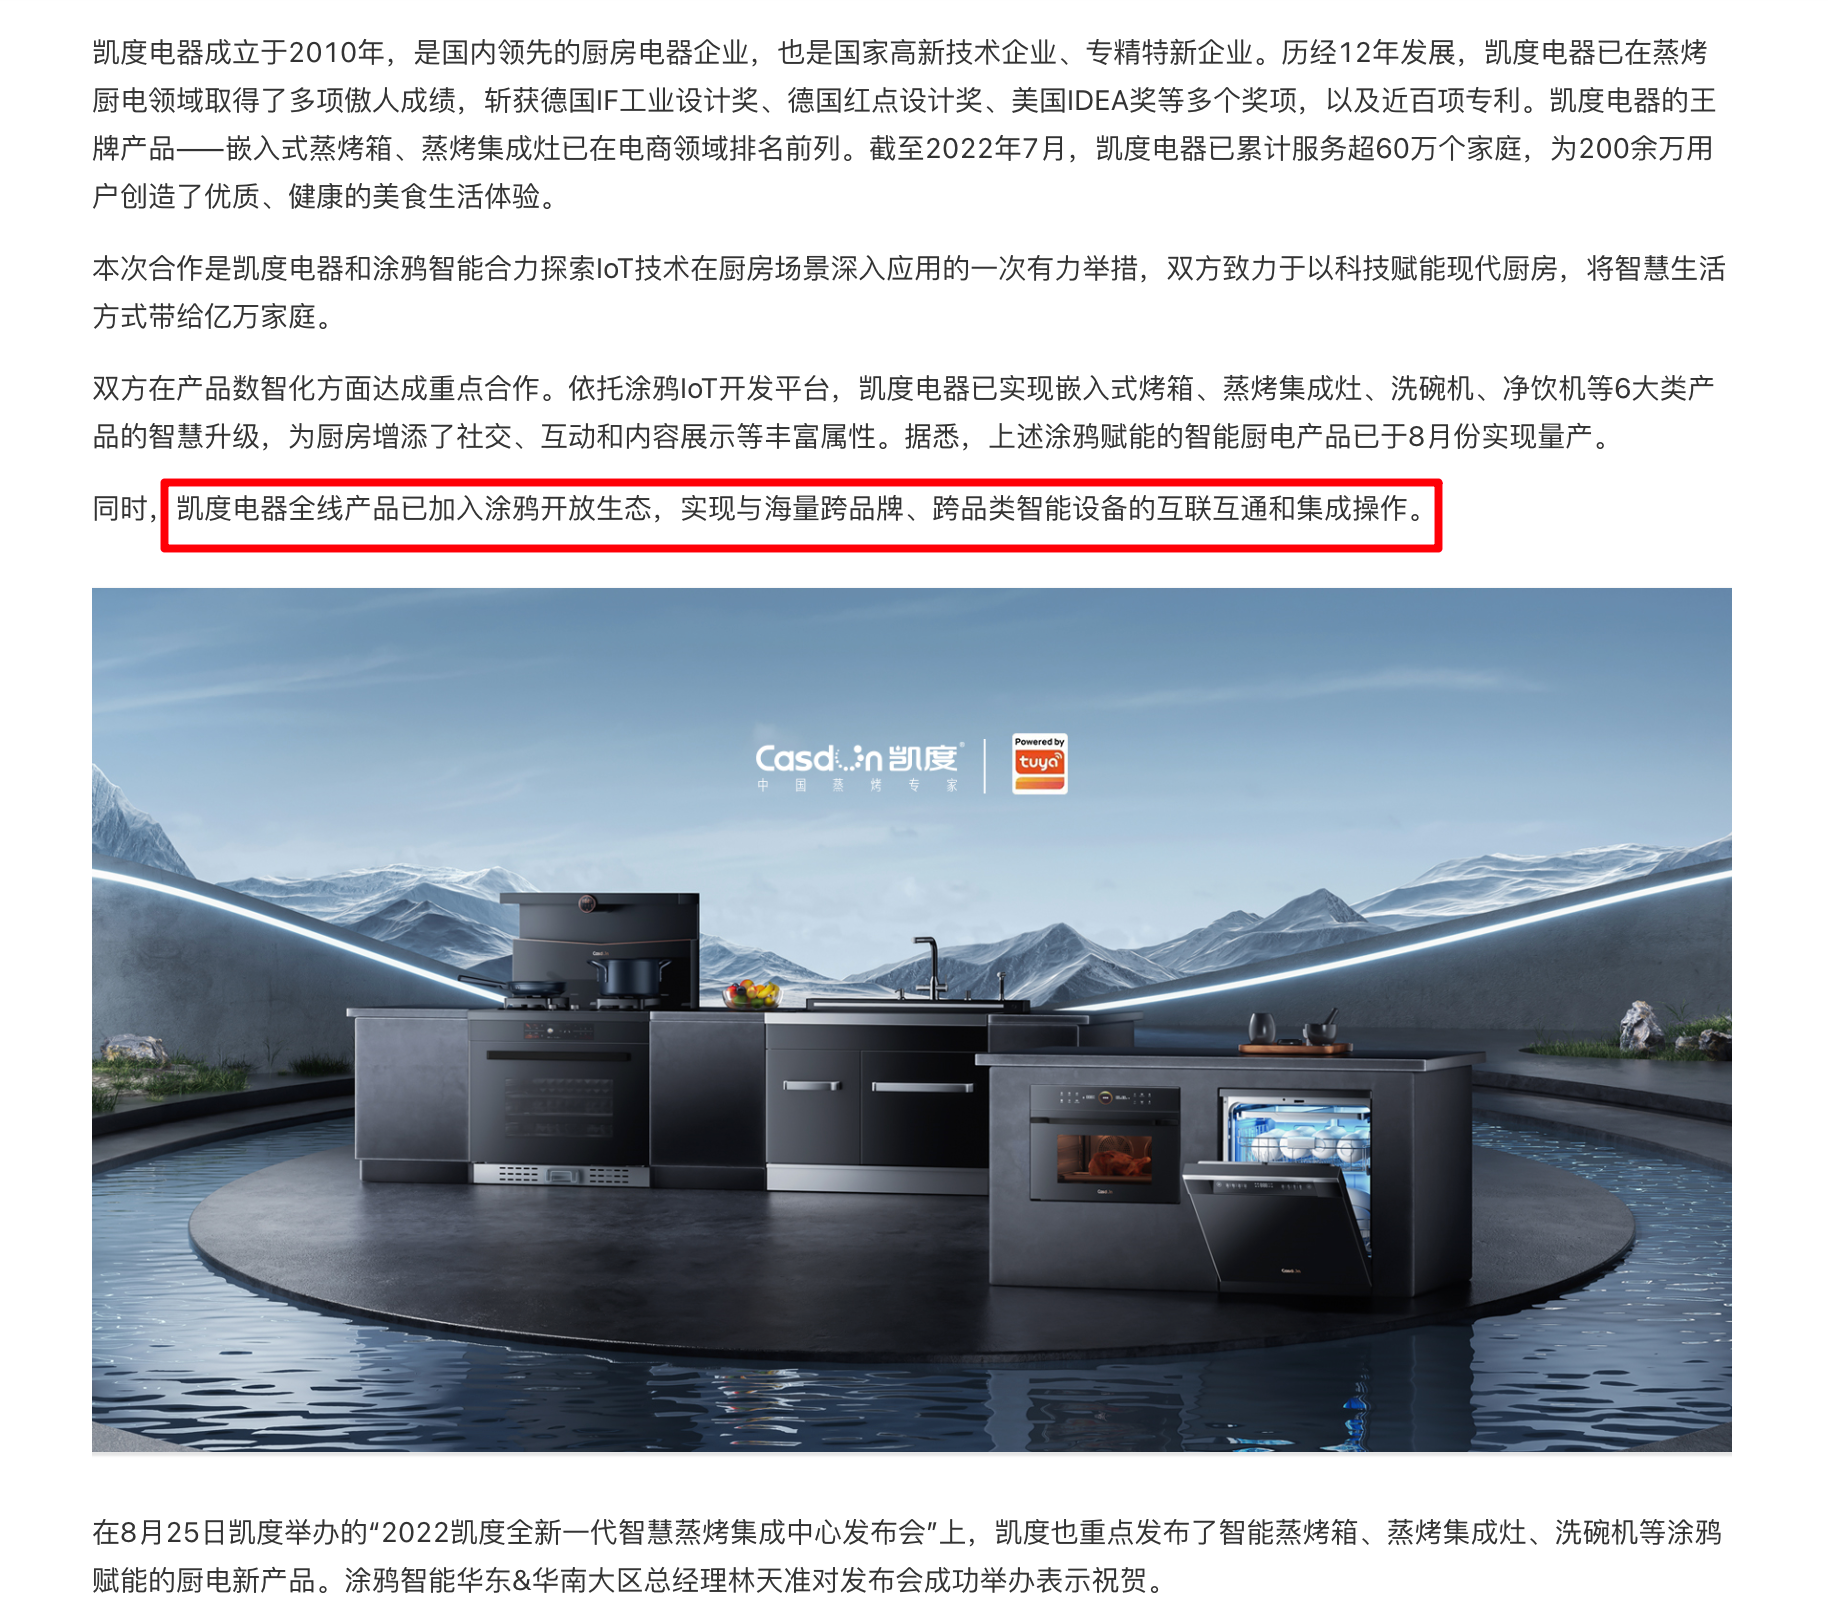 凯度电器成立于2010年，是国内领先的厨房电器企业，也是国家高新技术企业、专精特新企业。历经12年发展，凯度电器已在蒸烤
厨电领域取得了多项傲人成绩，斩获德国IF工业设计奖、德国红点设计奖、美国IDEA奖等多个奖项，以及近百项专利。凯度电器的王
牌产品——嵌入式蒸烤箱、蒸烤集成灶已在电商领域排名前列。截至2022年7月，凯度电器已累计服务超60万个家庭，为200余万用
户创造了优质、健康的美食生活体验。
本次合作是凯度电器和涂鸦智能合力探索IoT技术在厨房场景深入应用的一次有力举措，双方致力于以科技赋能现代厨房，将智慧生活
方式带给亿万家庭。
双方在产品数智化方面达成重点合作。依托涂鸦IoT开发平台，凯度电器已实现嵌入式烤箱、蒸烤集成灶、洗碗机、净饮机等6大类产
品的智慧升级，为厨房增添了社交、互动和内容展示等丰富属性。据悉，上述涂鸦赋能的智能厨电产品已于8月份实现量产。
同时，凯度电器全线产品已加入涂鸦开放生态，实现与海量跨品牌、跨品类智能设备的互联互通和集成操作。
Casdon 凯度®
中国蒸烤专家
Powered by
tuya
Casdon
Casdon
Casdon
在8月25日凯度举办的“2022凯度全新一代智慧蒸烤集成中心发布会”上，凯度也重点发布了智能蒸烤箱、蒸烤集成灶、洗碗机等涂鸦
赋能的厨电新产品。涂鸦智能华东&华南大区总经理林天准对发布会成功举办表示祝贺。